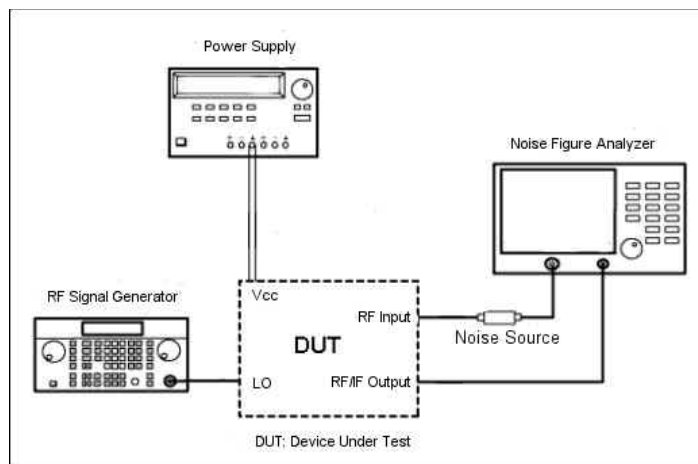 Power Supply
Noise Figure Analyzer
RF Signal Generator
Vcc
RF Input
Noise Source
DUT
LO
RF/IF Output
DUT: Device Under Test